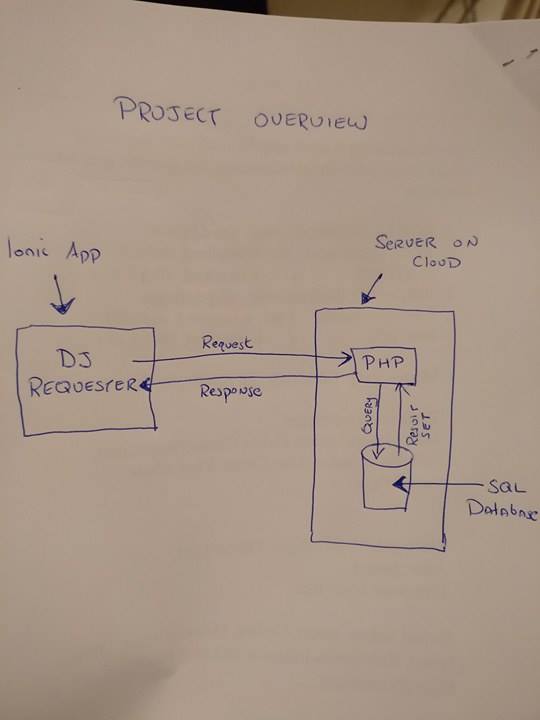 PROJECT OVERVIEW
Ionic App
SERVER ON
CLOUD
DJ
REQUESTER
Request
Response
PHP
QUERY
RESULT
SET
SQL
DATABASE